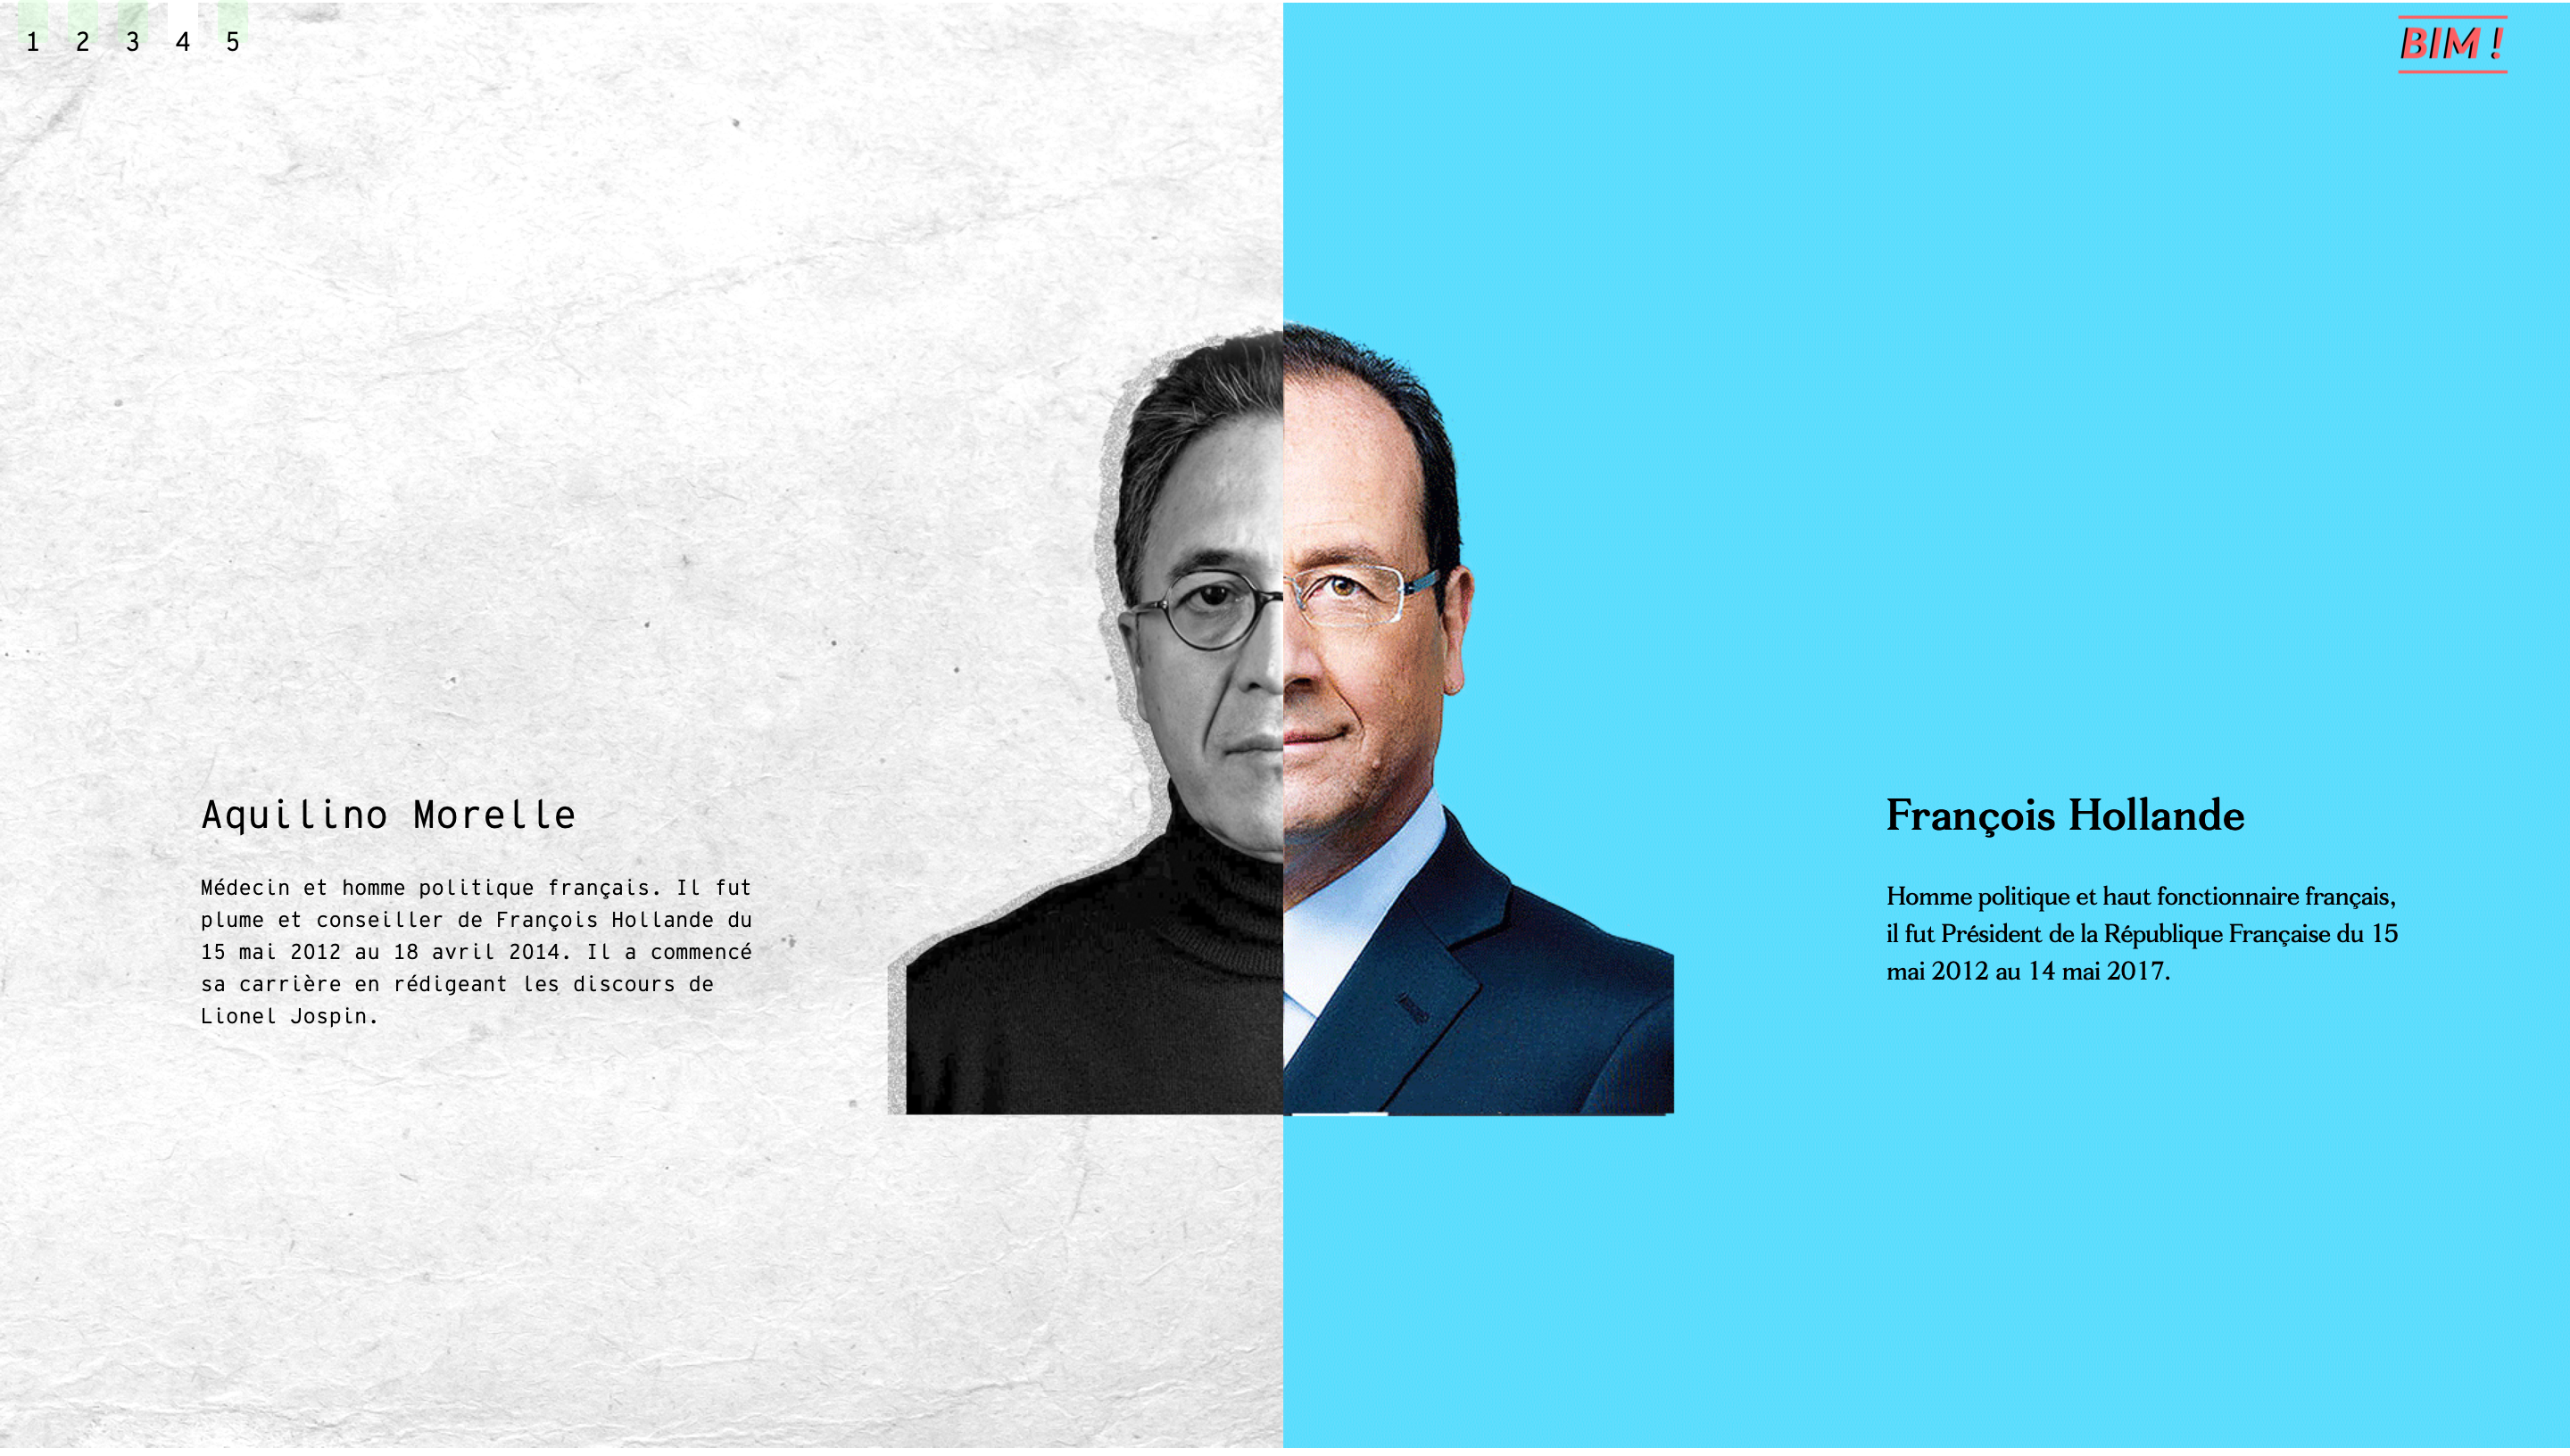 1 2 3 4 5
BIM !
Aquilino Morelle
Médecin et homme politique français. Il fut
plume et conseiller de François Hollande du
15 mai 2012 au 18 avril 2014. Il a commencé
sa carrière en rédigeant les discours de
Lionel Jospin.
François Hollande
Homme politique et haut fonctionnaire français,
il fut Président de la République Française du 15
mai 2012 au 14 mai 2017.